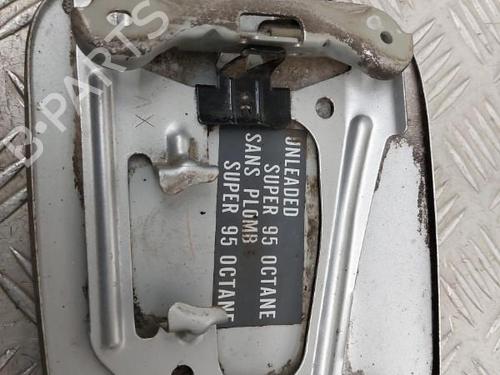 UNLEADED
SUPER 95 OCTANE
SANS PLOMB
SUPER 95 OCTANE
B-PARTS